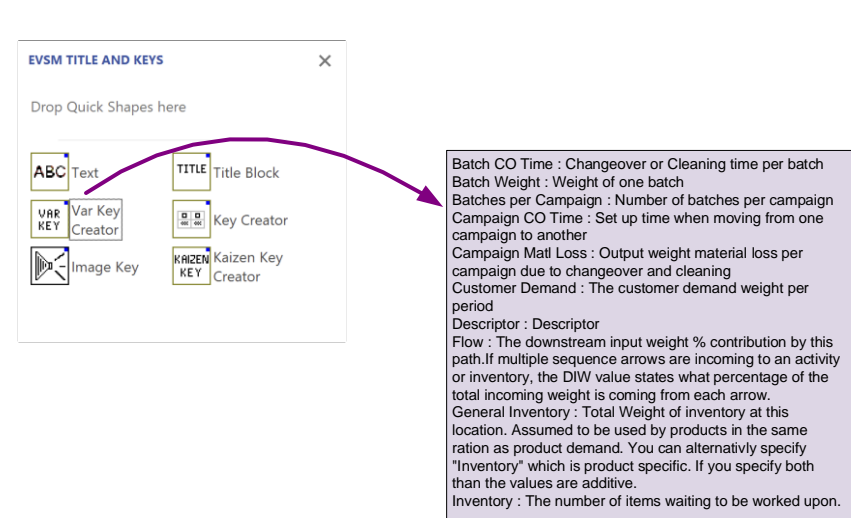 EVSM TITLE AND KEYS
Drop Quick Shapes here
ABC Text
TITLE Title Block
VAR KEY Var Key Creator
Key Creator
Image Key
KAIZEN KEY Kaizen Key Creator
Batch CO Time : Changeover or Cleaning time per batch
Batch Weight : Weight of one batch
Batches per Campaign : Number of batches per campaign
Campaign CO Time : Set up time when moving from one
campaign to another
Campaign Matl Loss : Output weight material loss per
campaign due to changeover and cleaning
Customer Demand : The customer demand weight per
period
Descriptor : Descriptor
Flow : The downstream input weight % contribution by this
path.If multiple sequence arrows are incoming to an activity
or inventory, the DIW value states what percentage of the
total incoming weight is coming from each arrow.
General Inventory : Total Weight of inventory at this
location. Assumed to be used by products in the same
ration as product demand. You can alternativly specify
"Inventory" which is product specific. If you specify both
than the values are additive.
Inventory : The number of items waiting to be worked upon.